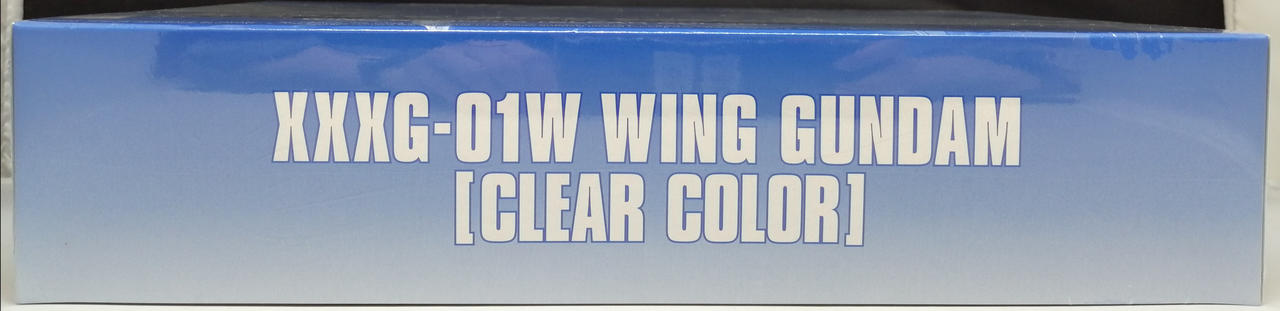 XXXG-01W WING GUNDAM
[CLEAR COLOR]